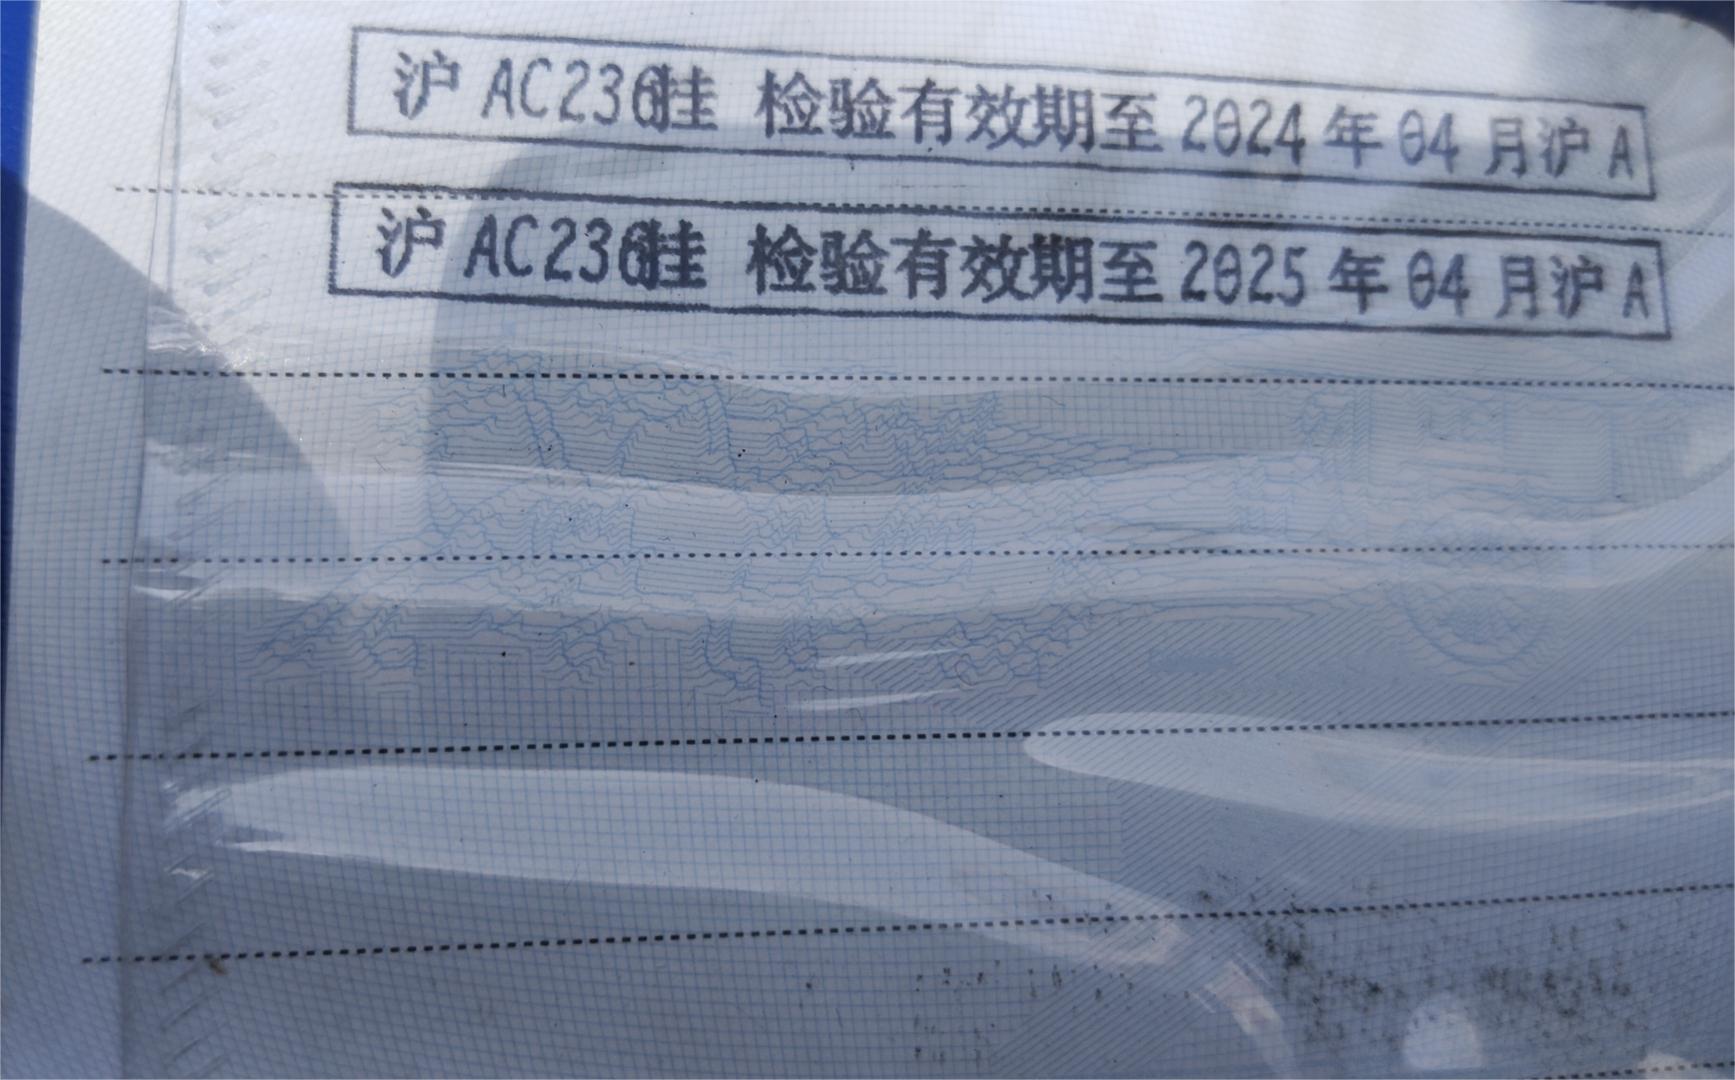 沪 AC236挂 检验有效期至 2024 年 04 月沪 A
沪 AC236挂 检验有效期至 2025 年 04 月沪 A